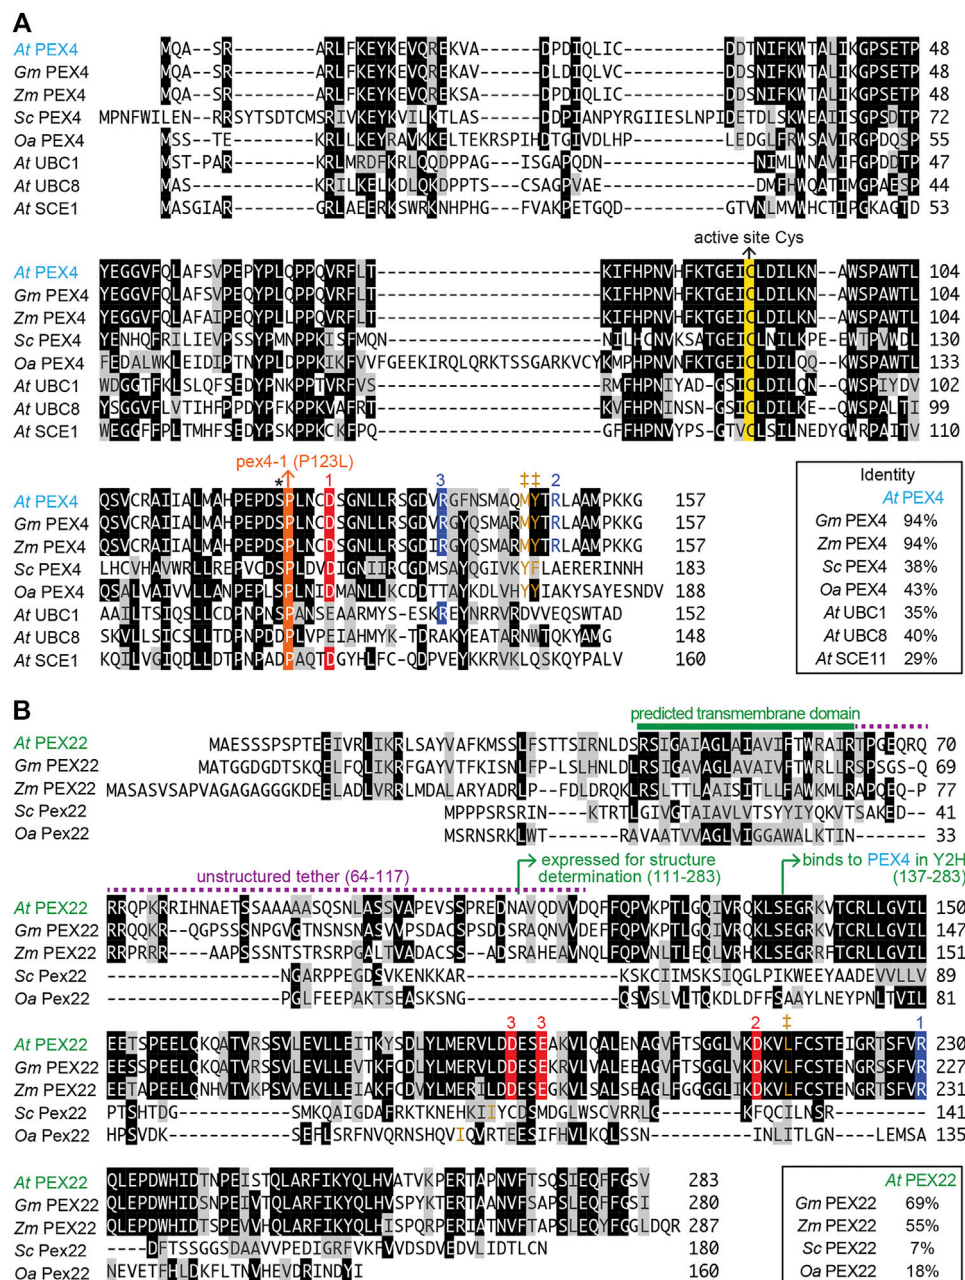 A
At PEX4 MQA--SR---------ARLFKEYKEVQREKVA------DPDIQLIC----------DDTNIFKWTALIKGPSETP 48
Gm PEX4 MQA--SR---------ARLFKEYKEVQREKAV------DLDIQLVC----------DDSNIFKWTALIKGPSETP 48
Zm PEX4 MQA--SR---------ARLFKEYKEVQREKSA------DPDIQLIC----------DDSNIFKWTALIKGPSETP 48
Sc PEX4 MPNFWILEN--RRSYTSDTCMSRIVKEYKVILKTLAS------DDPIANPYRGIIESLNPIDETDLSKWEAIISGPSDTP 72
Oa PEX4 MSS--TE---------KRLLKEYRAVKKELTEKRSPIHDTGIVDLHP---------LEDGLFRWSAVIRGPDQSP 55
At UBC1 MST-PAR---------KRLMRDFKRLQQDPPAG----ISGAPQDN---------------NIMLWNAVIFGPDDTP 47
At UBC8 MAS------------KRILKELKDLQKDPPTS----CSAGPVAE---------------DMFHWQATIMGPAESP 44
At SCE1 MASGIAR---------GRLAEERKSWRKNHPHG----FVAKPETGQD----------GTVNLMVWHCTIPGKAGTD 53
active site Cys
At PEX4 YEGGVFQLAFSVPEPYPLQPPQVRFLT----------------------KIFHPNVHFKTGEICLDILKN--AWSPAWTL 104
Gm PEX4 YEGGVFQLAFSVPEQYPLQPPQVRFLT----------------------KIFHPNVHFKTGEICLDILKN--AWSPAWTL 104
Zm PEX4 YEGGVFQLAFAIPEQYPLLPPQVRFLT----------------------KIFHPNVHFKTGEICLDILKN--AWSPAWTL 104
Sc PEX4 YENHQFRILIEVPSSYPMNPPKISFMQN---------------------NILHCNVKSATGEICLNILKPE-EWTPVWDL 130
Oa PEX4 FEDALWKLEIDIPTNYPLDPPKIKFVVFGEEKIRQLQRKTSSGARKVCYKMPHPNVNFKTGEICLDILQQ--KWSPAWTL 133
At UBC1 WDGGTFKLSLQFSEDYPNKPPTVRFVS----------------------RMFHPNIYAD-GSICLDILQN--QWSPIYDV 102
At UBC8 YSGGVFLVTIHFPPDYPFKPPKVAFRT----------------------KVFHPNINSN-GSICLDILKE--QWSPALTI 99
At SCE1 WEGGFFPLTMHFSEDYPSKPPKCKFPQ----------------------GFFHPNVYPS-GTVCLSILNEDYGWRPAITV 110
pex4-1 (P123L)
* 1 3 ‡‡ 2
At PEX4 QSVCRAIIALMAHPEPDSPLNCDSGNLLRSGDVRGFNSMAQMYTRLAAMPKKG 157
Gm PEX4 QSVCRAIIALMAHPEPDSPLNCDSGNLLRSGDVRGYQSMARMYTRLAAMPKKG 157
Zm PEX4 QSVCRAIIALMAHPEPDSPLNCDSGNLLRSGDIRGYQSMARMYTRLAAMPKKG 157
Sc PEX4 LHCVHAVWRLLREPVCDSPLDVDIGNIIRCGDMSAYQGIVKYFLAERERINNH 183
Oa PEX4 QSALVAIVVLLANPEPLSPLNIDMANLLKCDDTTAYKDLVHYYIAKYSAYESNDV 188
At UBC1 AAILTSIQSLLCDPNPNSPANSEAARMYS-ESKREYNRRVRDVVEQSWTAD 152
At UBC8 SKVLLSICSLLTDPNPDDPLVPEIAHMYK-TDRAKYEATARNWTQKYAMG 148
At SCE1 KQILVGIQDLLDTPNPADPAQTDGYHLFC-QDPVEYKKRVKLQSKQYPALV 160
Identity
At PEX4
Gm PEX4 94%
Zm PEX4 94%
Sc PEX4 38%
Oa PEX4 43%
At UBC1 35%
At UBC8 40%
At SCE11 29%
B
predicted transmembrane domain
At PEX22 MAESSSPSPTEEIVRLIKRLSAYVAFKMSSLFSTTSIRNLDSRSIGAIAGLAIAVIFTWRAIRTPGEQRRQ 70
Gm PEX22 MATGGDGDTSKQELFQLIKRFGAYVTFKISNLFP-LSLHNLDLRSIGAVAGLAVAIVFTWRLLRSPSGS-Q 69
Zm PEX22 MASASVSAPVAGAGAGGGKDEELADLVRRLMDALARYADRLP--FDLDRQKLRSLTTLAAISITLLFAWKMLRAPQEQ-P 77
Sc Pex22 MPPPSRSRIN----KTRTLGIVGTAIAVLVTSYYIYQKVTSAKED-- 41
Oa Pex22 MSRNSRKLWT--------RAVAATVVAGLVIGGAWALKTIN------ 33
unstructured tether (64-117)
expressed for structure
determination (111-283)
binds to PEX4 in Y2H
(137-283)
At PEX22 RRQPKRRIHNAETSSAAAAASQSNLASSVAPEVSSPREDNAVQDVVDQFFQPVKPTLGQIVRQKLSEGRKVTCRLLGVIL 150
Gm PEX22 RRQQKR--QGPSSSNPGVGTNSNSNASVVPSDACSPSDDSRAQNVVDEFFQPVKPTLGQIVRQKLSEGRKVTCRLLGVIL 147
Zm PEX22 RRPRRR----AAPSSSNTSTRSRPGALTVADACSS--ADSRAHEAVNQLFQPVNLTLEQLVRHKLSEGRRFTCRLLGVIL 151
Sc Pex22 ------------------NGARPPEGDSVKENKKAR---------------KSKCIIMSKSIQGLPIKWEEYAADEVVLLV 89
Oa Pex22 ------------------PGLFEEPAKTSEASKSNG---------------QSVSLVLTQKDLDFFSAAYLNEYPNLTVIL 81
3 3 2 ‡ 1
At PEX22 EETSPEELQKQATVRSSVLEVLLEITKYSDLYLMERVLDDESEAKVLQALENAGVFTSGGLVKDKVLFCSTEIGRTSFVR 230
Gm PEX22 EESSPEELQKQATVRSSVLEVLLEITKFCDLYLMERVLDDESEKRVLVALEEAGVFTSGGLVKDKVLFCSTENGRSSFVR 227
Zm PEX22 EETAPEELQNHVTVKPSVVEVLLEIAKFCDVYLMERILDDESEGKVLSALSEAGLFGGGGLIKDKVLFCSTENGRSSFVR 231
Sc Pex22 PTSHTDG-----------SMKQAIGDAFRKTKNEHKIIYCDSMDGLWSCVRRLG--------KFQCILNSR--------- 141
Oa Pex22 HPSVDK------------SEFLSRFNVQRNSHQVIQVRTEESIFHVLKQLSSN---------INLITLGN----LEMSA 135
At PEX22 QLEPDWHIDTNPEISTQLARFIKYQLHVATVKPERTAPNVFTSQSIEQFFGSV 283
Gm PEX22 QLEPDWHIDSNPEIVTQLARFIKYQLHVSPYKTERTAANVFSAPSLEQFFGSI 280
Zm PEX22 QLEPDWHIDTSPEVVHQLARFIKYQLHISPQRPERIATNVFTAPSLEQYFGGLDQR 287
Sc Pex22 ----DFTSSGGSDAAVVPEDIGRFVKFVVDSDVEDVLIDTLCN 180
Oa Pex22 NEVETFHLDKFLTNVHEVDRINDYI 160
At PEX22
Gm PEX22 69%
Zm PEX22 55%
Sc PEX22 7%
Oa PEX22 18%